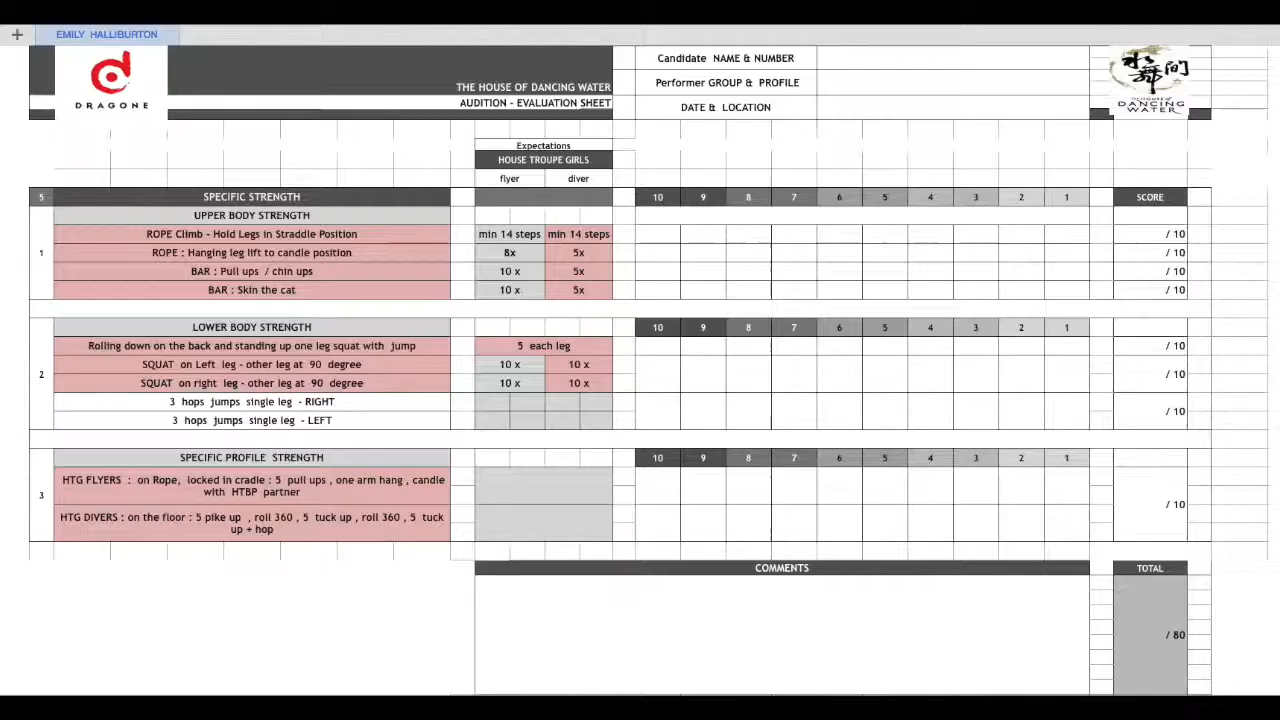 + EMILY HALLIBURTON
DRAGONE
THE HOUSE OF DANCING WATER
AUDITION - EVALUATION SHEET
Candidate NAME & NUMBER
Performer GROUP & PROFILE
DATE & LOCATION
水舞間
THE HOUSE OF
DANCING
WATER
Expectations
HOUSE TROUPE GIRLS
flyer diver
5 SPECIFIC STRENGTH 10 9 8 7 6 5 4 3 2 1 SCORE
UPPER BODY STRENGTH
1
ROPE Climb - Hold Legs in Straddle Position min 14 steps min 14 steps / 10
ROPE : Hanging leg lift to candle position 8x 5x / 10
BAR : Pull ups / chin ups 10 x 5x / 10
BAR : Skin the cat 10 x 5x / 10
LOWER BODY STRENGTH 10 9 8 7 6 5 4 3 2 1
2
Rolling down on the back and standing up one leg squat with jump 5 each leg / 10
SQUAT on Left leg - other leg at 90 degree 10 x 10 x
/ 10
SQUAT on right leg - other leg at 90 degree 10 x 10 x
3 hops jumps single leg - RIGHT
/ 10
3 hops jumps single leg - LEFT
SPECIFIC PROFILE STRENGTH 10 9 8 7 6 5 4 3 2 1
3
HTG FLYERS : on Rope, locked in cradle : 5 pull ups , one arm hang , candle
with HTBP partner
/ 10
HTG DIVERS : on the floor : 5 pike up , roll 360 , 5 tuck up , roll 360 , 5 tuck
up + hop
COMMENTS TOTAL
/ 80